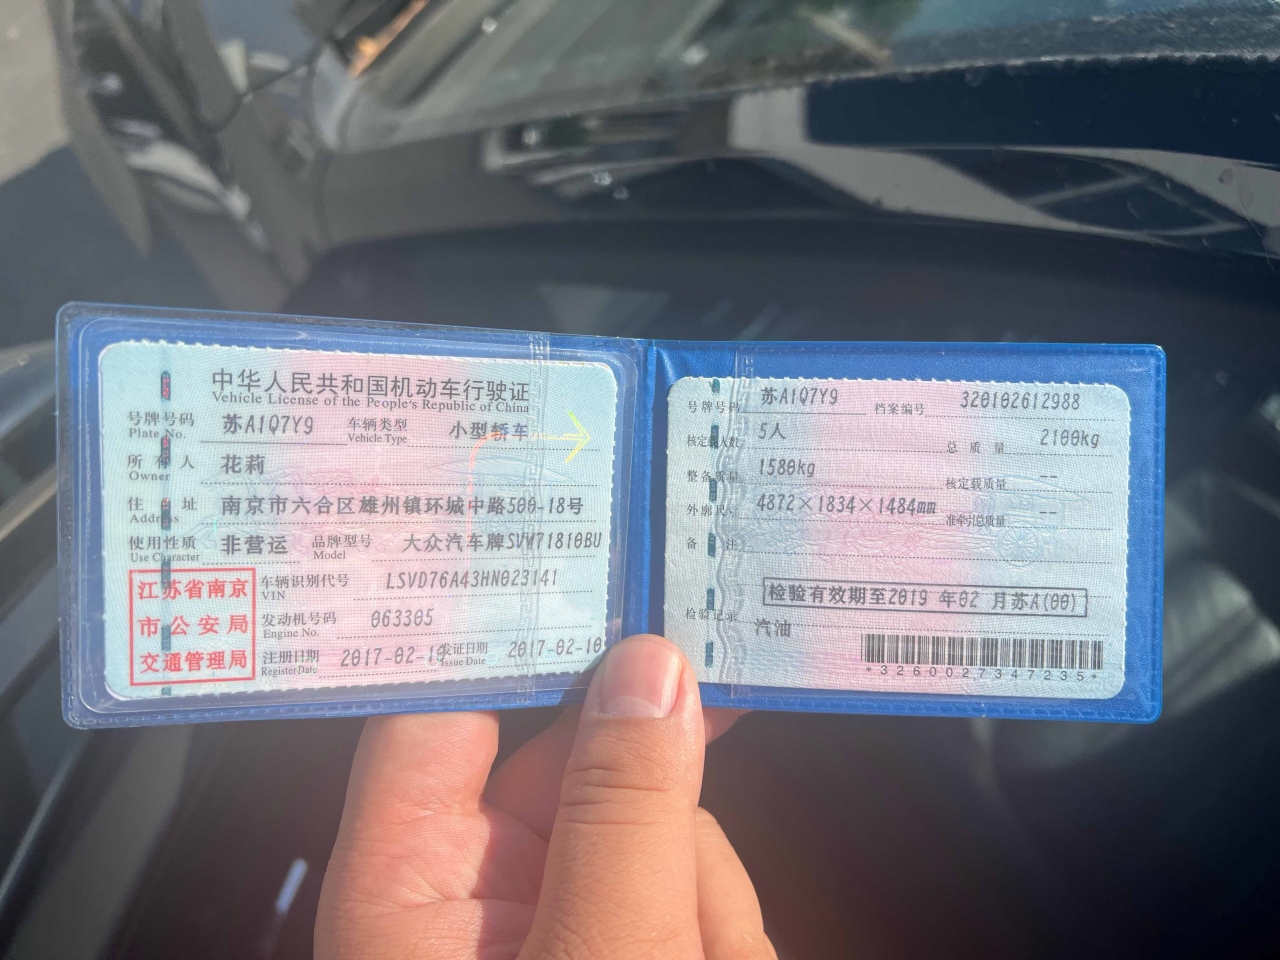 中华人民共和国机动车行驶证
Vehicle License of the People's Republic of China
号牌号码 苏A1Q7Y9 车辆类型 小型轿车
Plate No. Vehicle Type
所有人 花莉
Owner
住址 南京市六合区雄州镇环城中路500-18号
Address
使用性质 非营运 品牌型号 大众汽车牌SVW71810BU
Use Character Model
江苏省南京市公安局交通管理局
车辆识别代号 LSVD76A43HN023141
VIN
发动机号码 063305
Engine No.
注册日期 2017-02-10 发证日期 2017-02-10
Register Date Issue Date
号牌号码 苏A1Q7Y9 档案编号 320102612988
核定载人数 5人 总质量 2100kg
整备质量 1580kg 核定载质量 --
外廓尺寸 4872×1834×1484mm 准牵引总质量 --
备注
检验有效期至2019年02月苏A(00)
检验记录
汽油
*3260027347235*